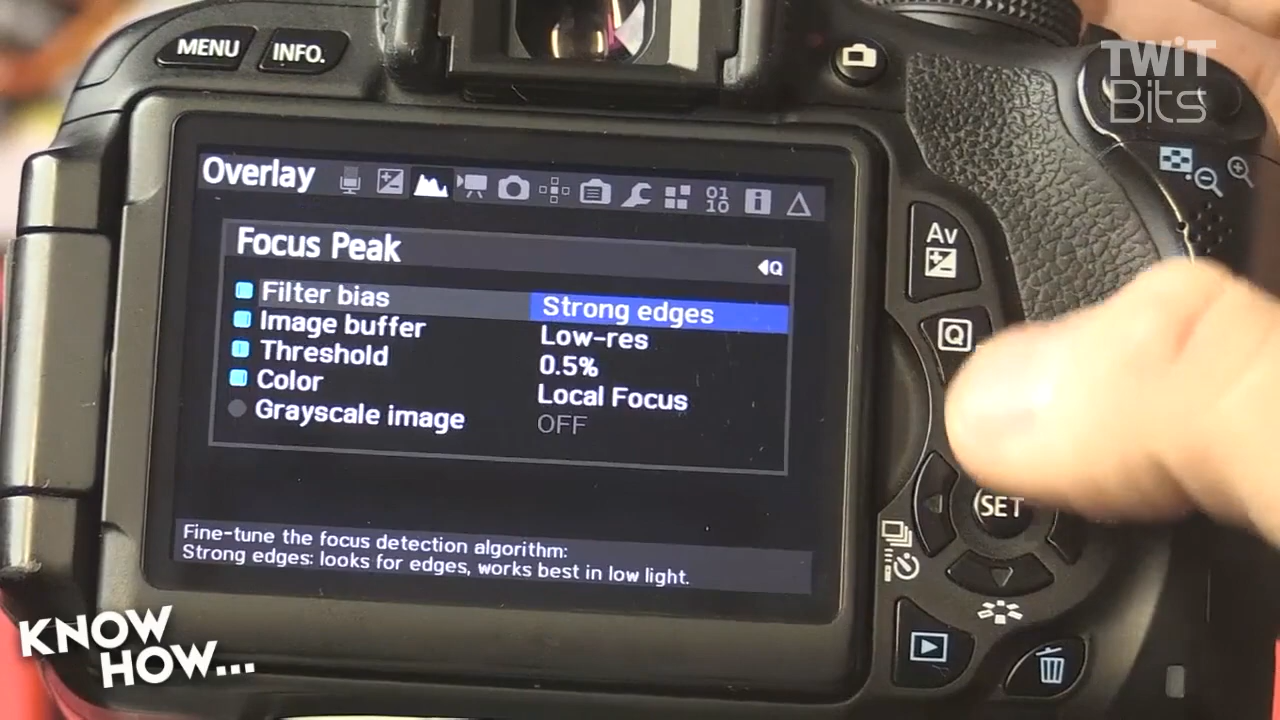 MENU
INFO.
TWiT
Bits
Overlay
01
10
Focus Peak
Q
Filter bias Strong edges
Image buffer Low-res
Threshold 0.5%
Color Local Focus
Grayscale image OFF
Fine-tune the focus detection algorithm:
Strong edges: looks for edges, works best in low light.
Av
Q
SET
KNOW
HOW...